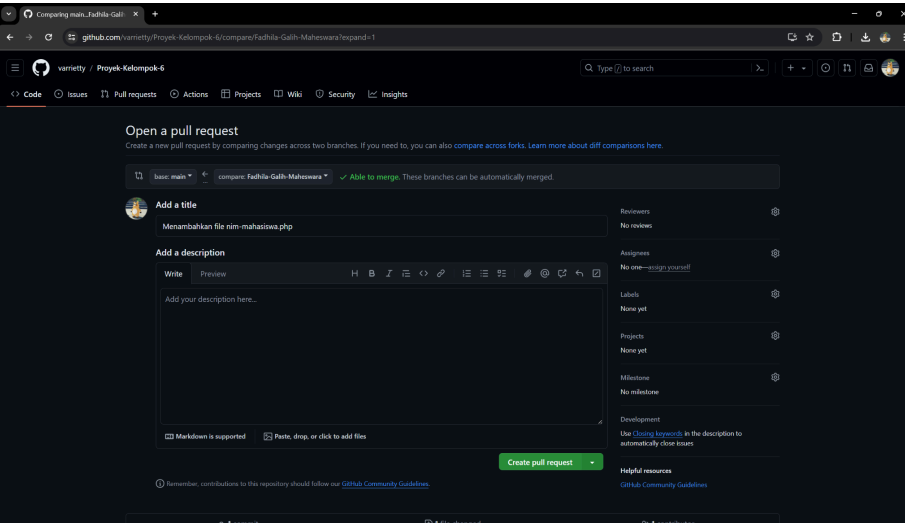 Comparing main...Fadhila-Galih
github.com/varrietty/Proyek-Kelompok-6/compare/Fadhila-Galih-Maheswara?expand=1
varrietty / Proyek-Kelompok-6
Type / to search
Code Issues Pull requests Actions Projects Wiki Security Insights
Open a pull request
Create a new pull request by comparing changes across two branches. If you need to, you can also compare across forks. Learn more about diff comparisons here.
base: main compare: Fadhila-Galih-Maheswara Able to merge. These branches can be automatically merged.
Add a title
Menambahkan file nim-mahasiswa.php
Add a description
Write Preview
Add your description here...
Markdown is supported Paste, drop, or click to add files
Create pull request
Remember, contributions to this repository should follow our GitHub Community Guidelines.
Reviewers
No reviews
Assignees
No one—assign yourself
Labels
None yet
Projects
None yet
Milestone
No milestone
Development
Use Closing keywords in the description to
automatically close issues
Helpful resources
GitHub Community Guidelines